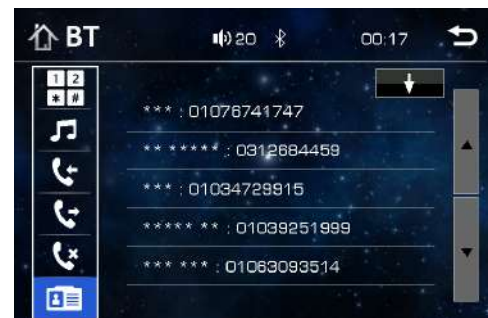 BT 20 00:17
1 2
* #
*** : 01076741747
** ***** : 0312684459
*** : 01034729915
***** ** : 01039251999
*** *** : 01063093514